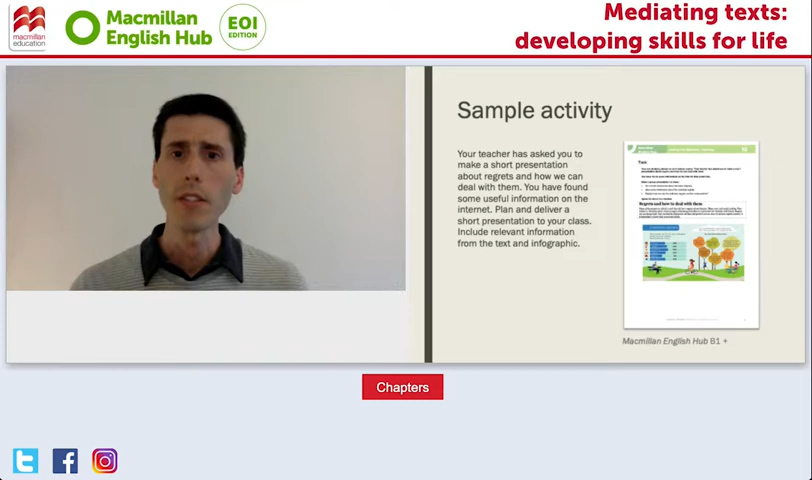 macmillan
education
Macmillan
English Hub
EOI
EDITION
Mediating texts:
developing skills for life
Sample activity
Your teacher has asked you to
make a short presentation
about regrets and how we can
deal with them. You have found
some useful information on the
internet. Plan and deliver a
short presentation to your class.
Include relevant information
from the text and infographic.
Regrets and how to deal with them
Macmillan English Hub B1 +
Chapters